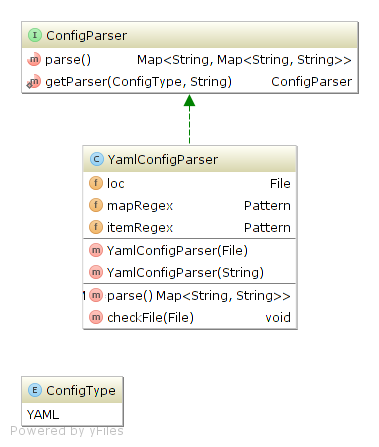 I ConfigParser
m parse() Map<String, Map<String, String>>
m getParser(ConfigType, String) ConfigParser
C YamlConfigParser
f loc File
f mapRegex Pattern
f itemRegex Pattern
m YamlConfigParser(File)
m YamlConfigParser(String)
m parse() Map<String, String>>
m checkFile(File) void
E ConfigType
YAML
Powered by yFiles